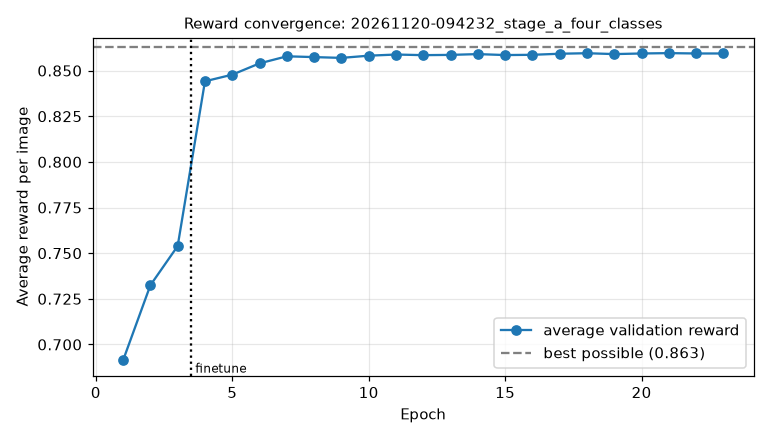 Reward convergence: 20261120-094232_stage_a_four_classes
Average reward per image
0.850
0.825
0.800
0.775
0.750
0.725
0.700
finetune
average validation reward
best possible (0.863)
0 5 10 15 20
Epoch